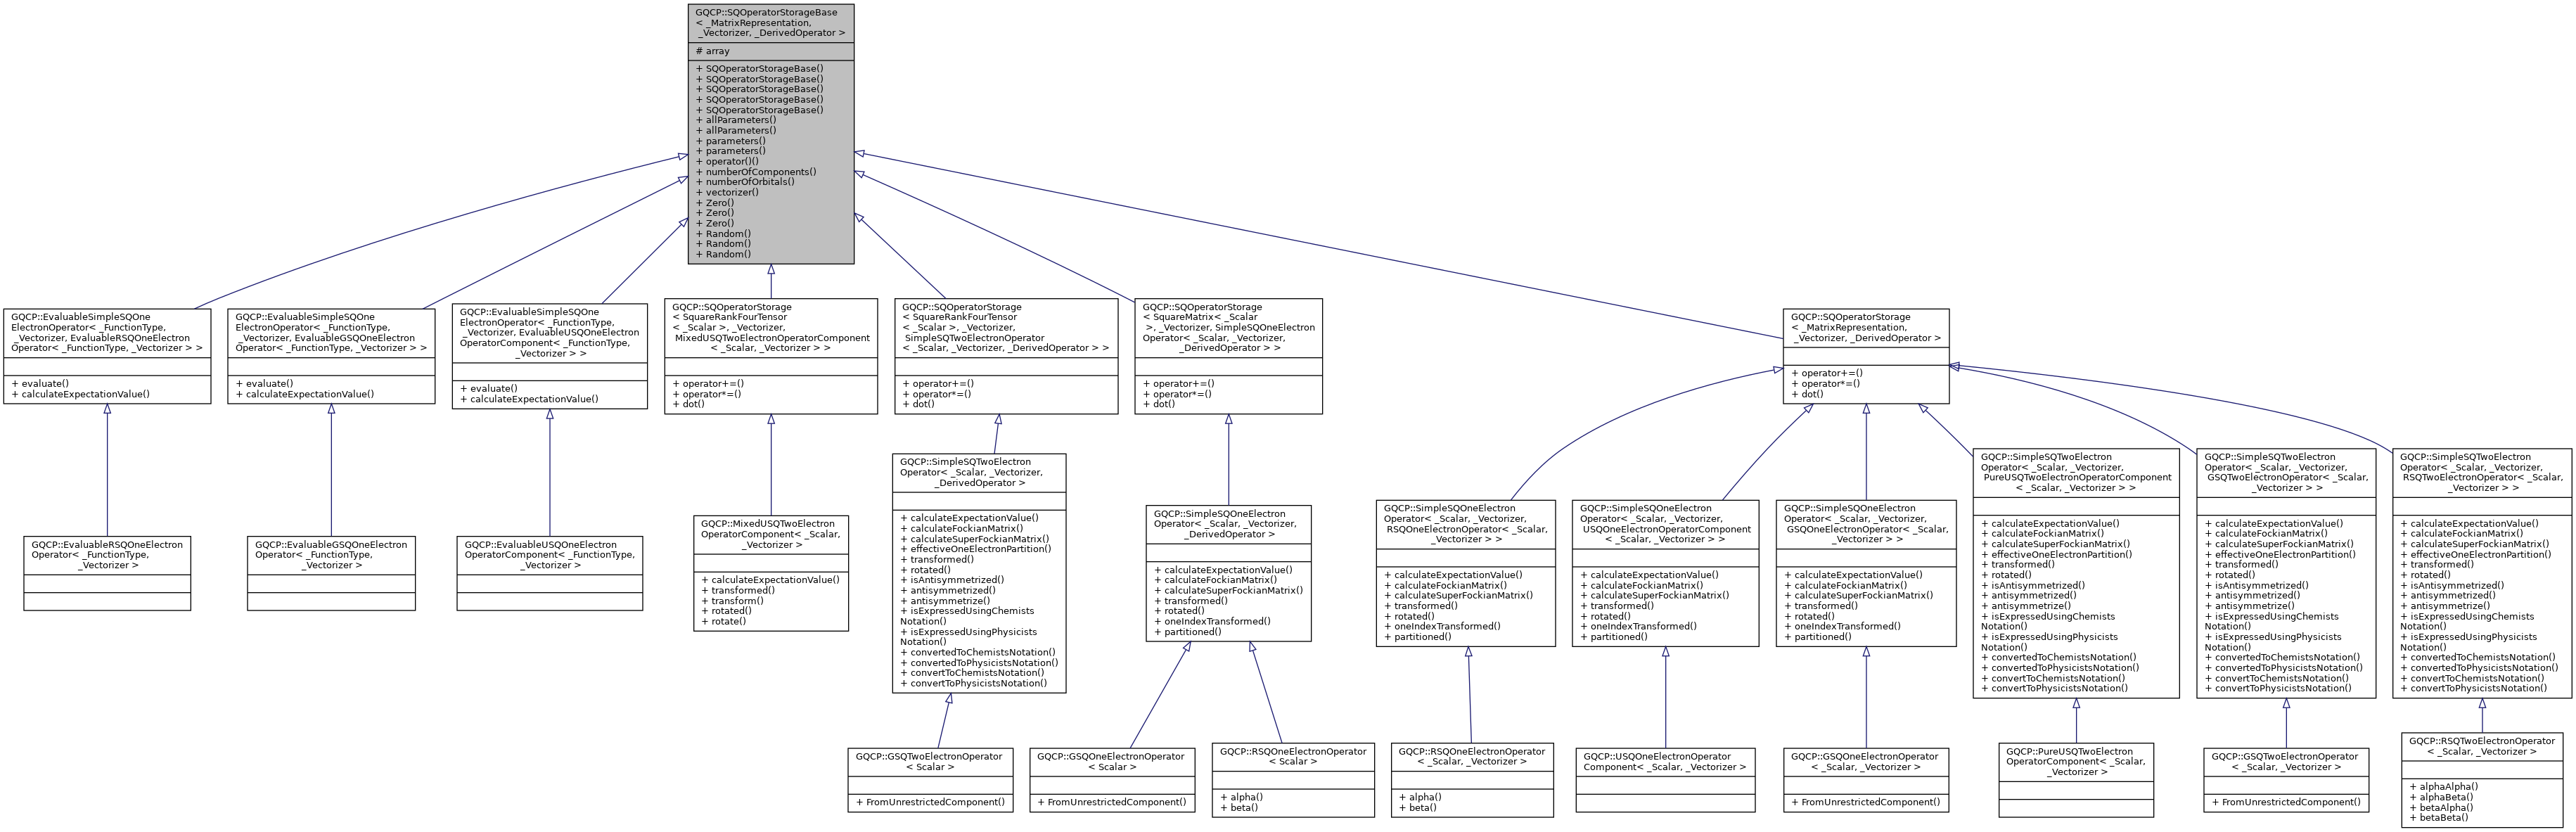 GQCP::SQOperatorStorageBase
< _MatrixRepresentation,
_Vectorizer, _DerivedOperator >
# array
+ SQOperatorStorageBase()
+ SQOperatorStorageBase()
+ SQOperatorStorageBase()
+ SQOperatorStorageBase()
+ SQOperatorStorageBase()
+ allParameters()
+ allParameters()
+ parameters()
+ parameters()
+ operator()()
+ numberOfComponents()
+ numberOfOrbitals()
+ vectorizer()
+ Zero()
+ Zero()
+ Zero()
+ Random()
+ Random()
+ Random()
GQCP::EvaluableSimpleSQOne
ElectronOperator< _FunctionType,
_Vectorizer, EvaluableRSQOneElectron
Operator< _FunctionType, _Vectorizer > >
+ evaluate()
+ calculateExpectationValue()
GQCP::EvaluableSimpleSQOne
ElectronOperator< _FunctionType,
_Vectorizer, EvaluableGSQOneElectron
Operator< _FunctionType, _Vectorizer > >
+ evaluate()
+ calculateExpectationValue()
GQCP::EvaluableSimpleSQOne
ElectronOperator< _FunctionType,
_Vectorizer, EvaluableUSQOneElectron
OperatorComponent< _FunctionType,
_Vectorizer > >
+ evaluate()
+ calculateExpectationValue()
GQCP::SQOperatorStorage
< SquareRankFourTensor
< _Scalar >, _Vectorizer,
MixedUSQTwoElectronOperatorComponent
< _Scalar, _Vectorizer > >
+ operator+=()
+ operator*=()
+ dot()
GQCP::SQOperatorStorage
< SquareRankFourTensor
< _Scalar >, _Vectorizer,
SimpleSQTwoElectronOperator
< _Scalar, _Vectorizer, _DerivedOperator > >
+ operator+=()
+ operator*=()
+ dot()
GQCP::SQOperatorStorage
< SquareMatrix< _Scalar
>, _Vectorizer, SimpleSQOneElectron
Operator< _Scalar, _Vectorizer,
_DerivedOperator > >
+ operator+=()
+ operator*=()
+ dot()
GQCP::SQOperatorStorage
< _MatrixRepresentation,
_Vectorizer, _DerivedOperator >
+ operator+=()
+ operator*=()
+ dot()
GQCP::EvaluableRSQOneElectron
Operator< _FunctionType,
_Vectorizer >
GQCP::EvaluableGSQOneElectron
Operator< _FunctionType,
_Vectorizer >
GQCP::EvaluableUSQOneElectron
OperatorComponent< _FunctionType,
_Vectorizer >
GQCP::MixedUSQTwoElectron
OperatorComponent< _Scalar,
_Vectorizer >
+ calculateExpectationValue()
+ transformed()
+ transform()
+ rotated()
+ rotate()
GQCP::SimpleSQTwoElectron
Operator< _Scalar, _Vectorizer,
_DerivedOperator >
+ calculateExpectationValue()
+ calculateFockianMatrix()
+ calculateSuperFockianMatrix()
+ effectiveOneElectronPartition()
+ transformed()
+ rotated()
+ isAntisymmetrized()
+ antisymmetrized()
+ antisymmetrize()
+ isExpressedUsingChemists
Notation()
+ isExpressedUsingPhysicists
Notation()
+ convertedToChemistsNotation()
+ convertedToPhysicistsNotation()
+ convertToChemistsNotation()
+ convertToPhysicistsNotation()
GQCP::SimpleSQOneElectron
Operator< _Scalar, _Vectorizer,
_DerivedOperator >
+ calculateExpectationValue()
+ calculateFockianMatrix()
+ calculateSuperFockianMatrix()
+ transformed()
+ rotated()
+ oneIndexTransformed()
+ partitioned()
GQCP::SimpleSQOneElectron
Operator< _Scalar, _Vectorizer,
RSQOneElectronOperator< _Scalar,
_Vectorizer > >
+ calculateExpectationValue()
+ calculateFockianMatrix()
+ calculateSuperFockianMatrix()
+ transformed()
+ rotated()
+ oneIndexTransformed()
+ partitioned()
GQCP::SimpleSQOneElectron
Operator< _Scalar, _Vectorizer,
USQOneElectronOperatorComponent
< _Scalar, _Vectorizer > >
+ calculateExpectationValue()
+ calculateFockianMatrix()
+ calculateSuperFockianMatrix()
+ transformed()
+ rotated()
+ oneIndexTransformed()
+ partitioned()
GQCP::SimpleSQOneElectron
Operator< _Scalar, _Vectorizer,
GSQOneElectronOperator< _Scalar,
_Vectorizer > >
+ calculateExpectationValue()
+ calculateFockianMatrix()
+ calculateSuperFockianMatrix()
+ transformed()
+ rotated()
+ oneIndexTransformed()
+ partitioned()
GQCP::SimpleSQTwoElectron
Operator< _Scalar, _Vectorizer,
PureUSQTwoElectronOperatorComponent
< _Scalar, _Vectorizer > >
+ calculateExpectationValue()
+ calculateFockianMatrix()
+ calculateSuperFockianMatrix()
+ effectiveOneElectronPartition()
+ transformed()
+ rotated()
+ isAntisymmetrized()
+ antisymmetrized()
+ antisymmetrize()
+ isExpressedUsingChemists
Notation()
+ isExpressedUsingPhysicists
Notation()
+ convertedToChemistsNotation()
+ convertedToPhysicistsNotation()
+ convertToChemistsNotation()
+ convertToPhysicistsNotation()
GQCP::SimpleSQTwoElectron
Operator< _Scalar, _Vectorizer,
GSQTwoElectronOperator< _Scalar,
_Vectorizer > >
+ calculateExpectationValue()
+ calculateFockianMatrix()
+ calculateSuperFockianMatrix()
+ effectiveOneElectronPartition()
+ transformed()
+ rotated()
+ isAntisymmetrized()
+ antisymmetrized()
+ antisymmetrize()
+ isExpressedUsingChemists
Notation()
+ isExpressedUsingPhysicists
Notation()
+ convertedToChemistsNotation()
+ convertedToPhysicistsNotation()
+ convertToChemistsNotation()
+ convertToPhysicistsNotation()
GQCP::SimpleSQTwoElectron
Operator< _Scalar, _Vectorizer,
RSQTwoElectronOperator< _Scalar,
_Vectorizer > >
+ calculateExpectationValue()
+ calculateFockianMatrix()
+ calculateSuperFockianMatrix()
+ effectiveOneElectronPartition()
+ transformed()
+ rotated()
+ isAntisymmetrized()
+ antisymmetrized()
+ antisymmetrize()
+ isExpressedUsingChemists
Notation()
+ isExpressedUsingPhysicists
Notation()
+ convertedToChemistsNotation()
+ convertedToPhysicistsNotation()
+ convertToChemistsNotation()
+ convertToPhysicistsNotation()
GQCP::GSQTwoElectronOperator
< Scalar >
+ FromUnrestrictedComponent()
GQCP::GSQOneElectronOperator
< Scalar >
+ FromUnrestrictedComponent()
GQCP::RSQOneElectronOperator
< Scalar >
+ alpha()
+ beta()
GQCP::RSQOneElectronOperator
< _Scalar, _Vectorizer >
+ alpha()
+ beta()
GQCP::USQOneElectronOperator
Component< _Scalar, _Vectorizer >
GQCP::GSQOneElectronOperator
< _Scalar, _Vectorizer >
+ FromUnrestrictedComponent()
GQCP::PureUSQTwoElectron
OperatorComponent< _Scalar,
_Vectorizer >
GQCP::GSQTwoElectronOperator
< _Scalar, _Vectorizer >
+ FromUnrestrictedComponent()
GQCP::RSQTwoElectronOperator
< _Scalar, _Vectorizer >
+ alphaAlpha()
+ alphaBeta()
+ betaAlpha()
+ betaBeta()